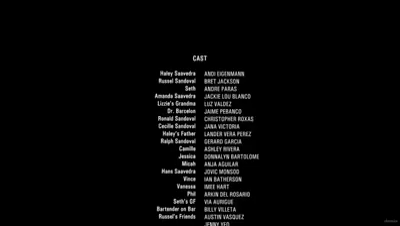 CAST
Haley Saavedra ANDI EIGENMANN
Russel Sandoval BRET JACKSON
Seth ANDRE PARAS
Amanda Saavedra JACKIE LOU BLANCO
Lizzie's Grandma LUZ VALDEZ
Dr. Barcelon JAIME PEBANCO
Ronald Sandoval CHRISTOPHER ROXAS
Cecille Sandoval JANA VICTORIA
Haley's Father LANDER VERA PEREZ
Ralph Sandoval GERARD GARCIA
Camille ASHLEY RIVERA
Jessica DONNALYN BARTOLOME
Micah ANJA AGUILAR
Hans Saavedra JOVIC MONSOD
Vince IAN BATHERSON
Vanessa IMEE HART
Phil ARKIN DEL ROSARIO
Seth's GF VIA AURIGUE
Bartender on Bar BILLY VILLETA
Russel's Friends AUSTIN VASQUEZ
JENNY YEO